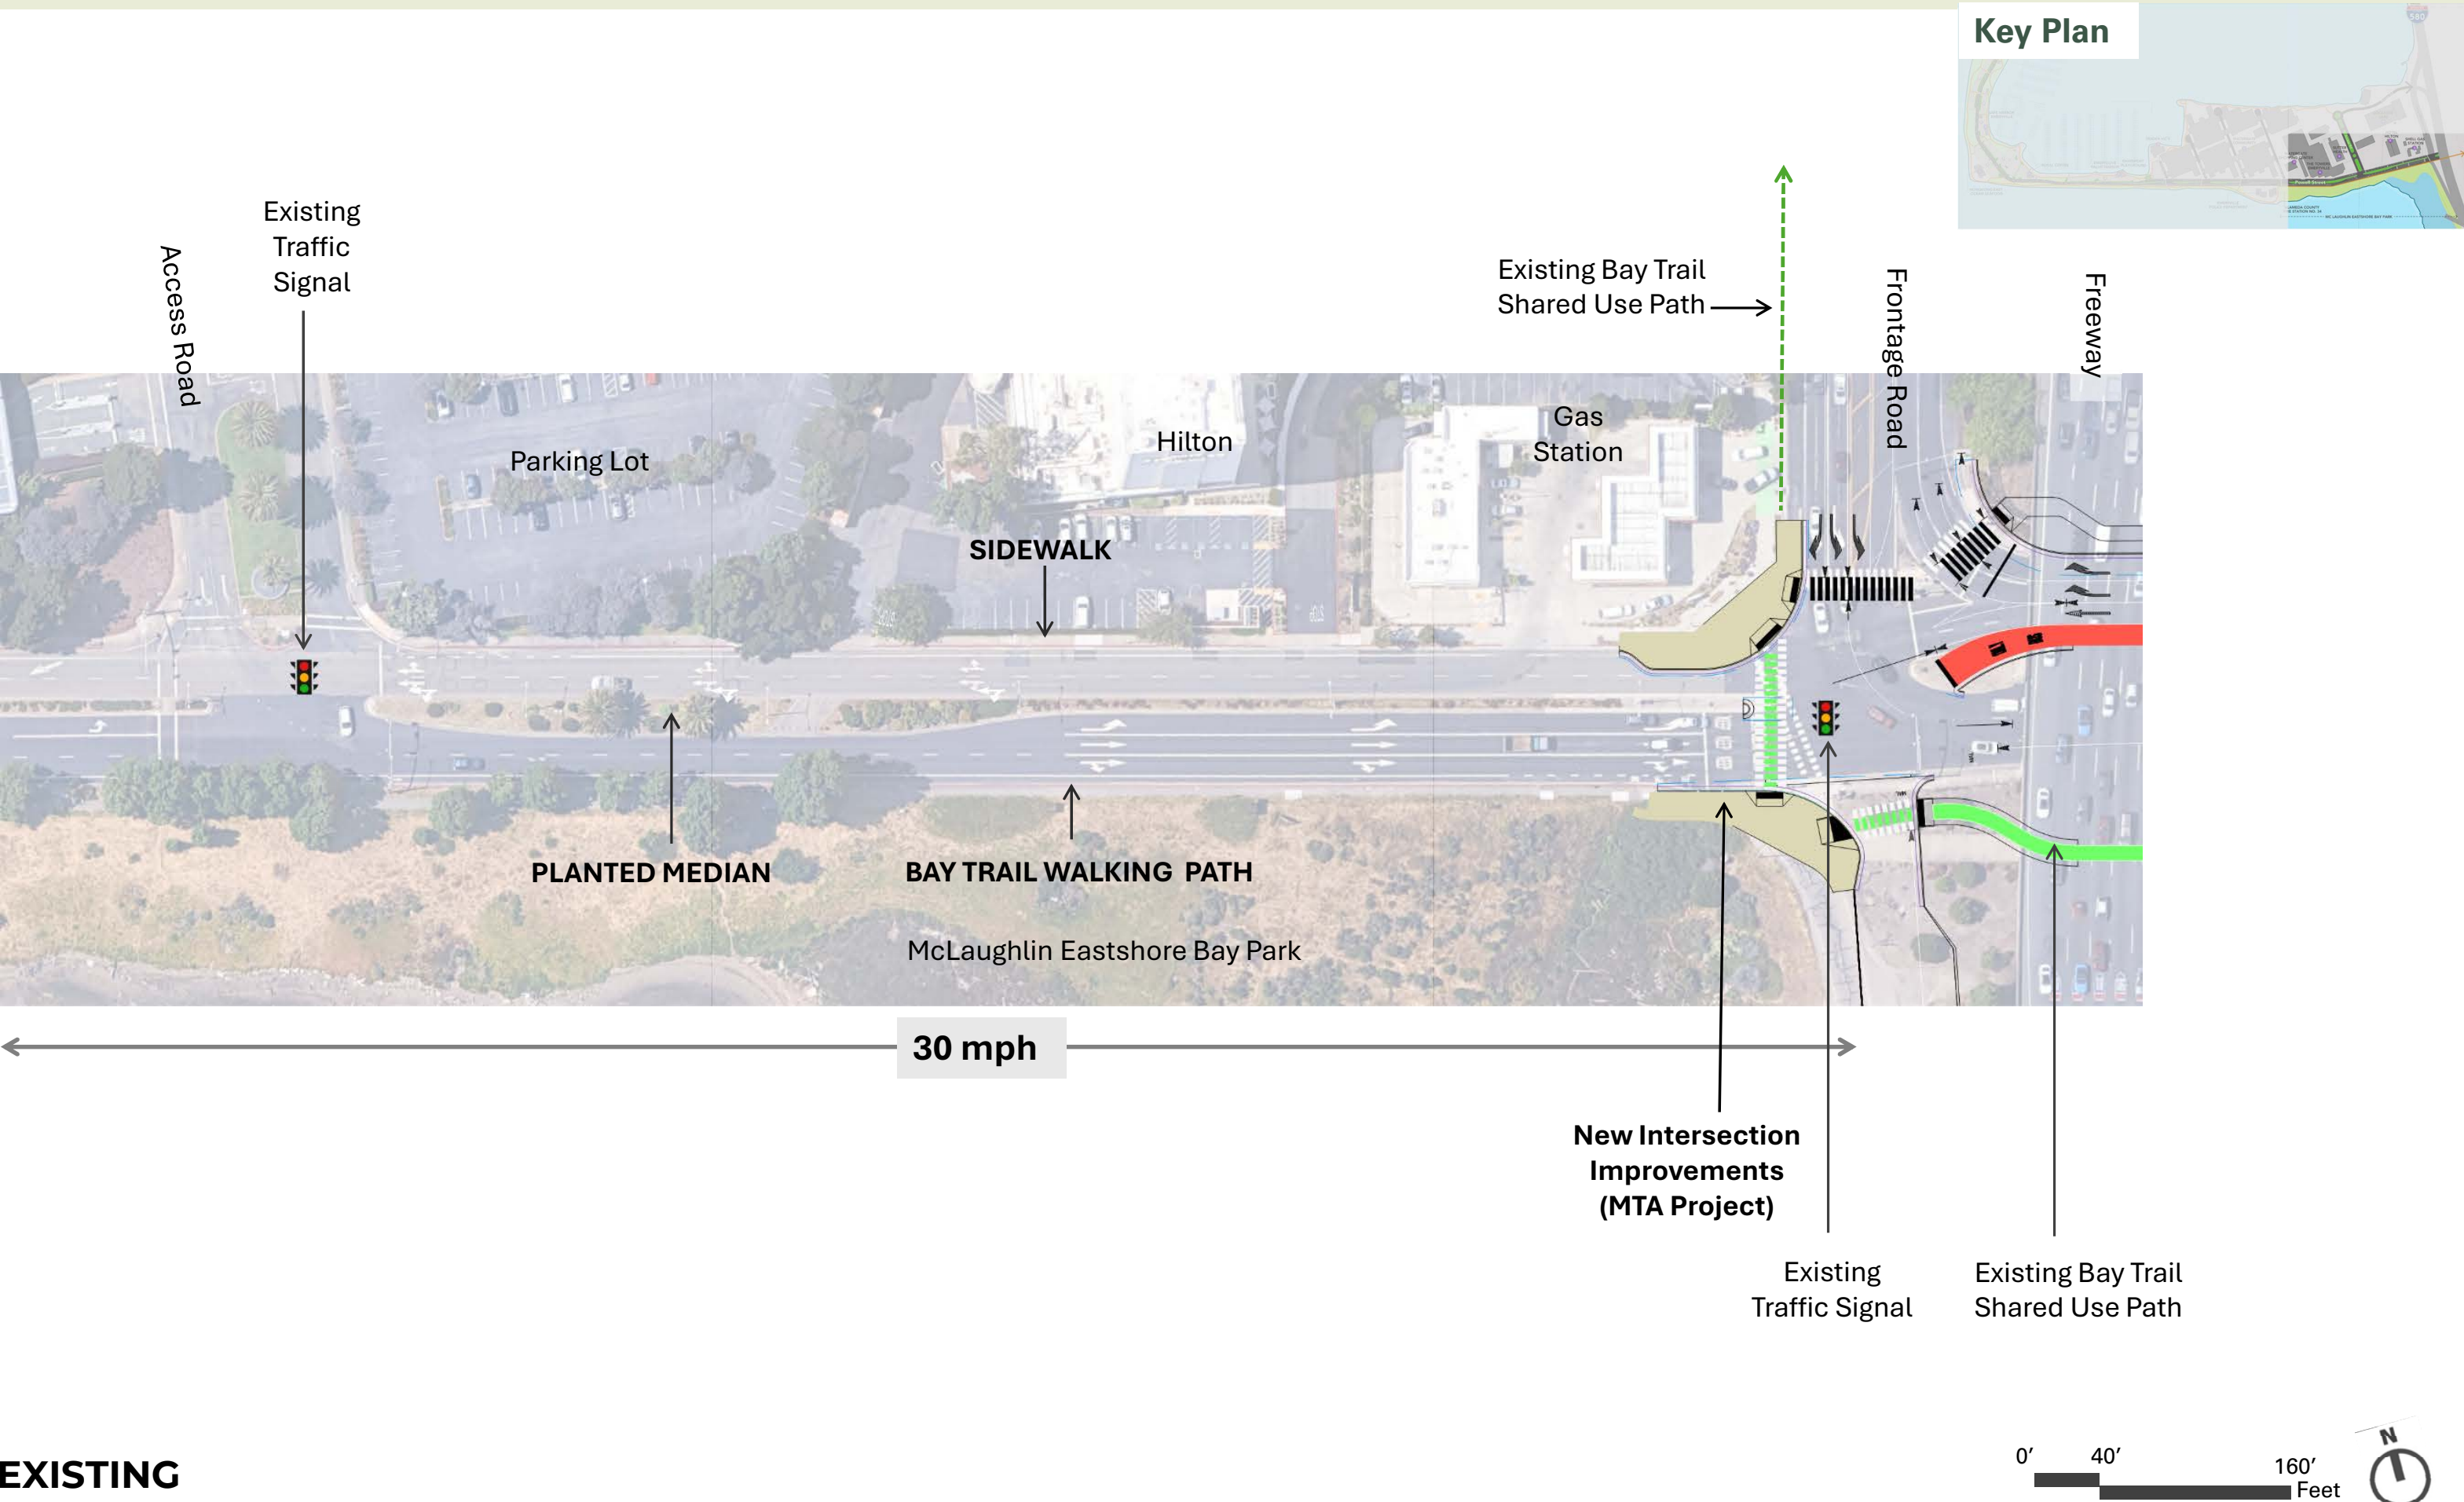 Key Plan
580
Existing
Traffic
Signal
Access Road
Existing Bay Trail
Shared Use Path
Frontage Road
Freeway
Parking Lot
Hilton
Gas
Station
SIDEWALK
PLANTED MEDIAN
BAY TRAIL WALKING PATH
McLaughlin Eastshore Bay Park
30 mph
New Intersection
Improvements
(MTA Project)
Existing
Traffic Signal
Existing Bay Trail
Shared Use Path
EXISTING
0’
40’
160’
Feet
N